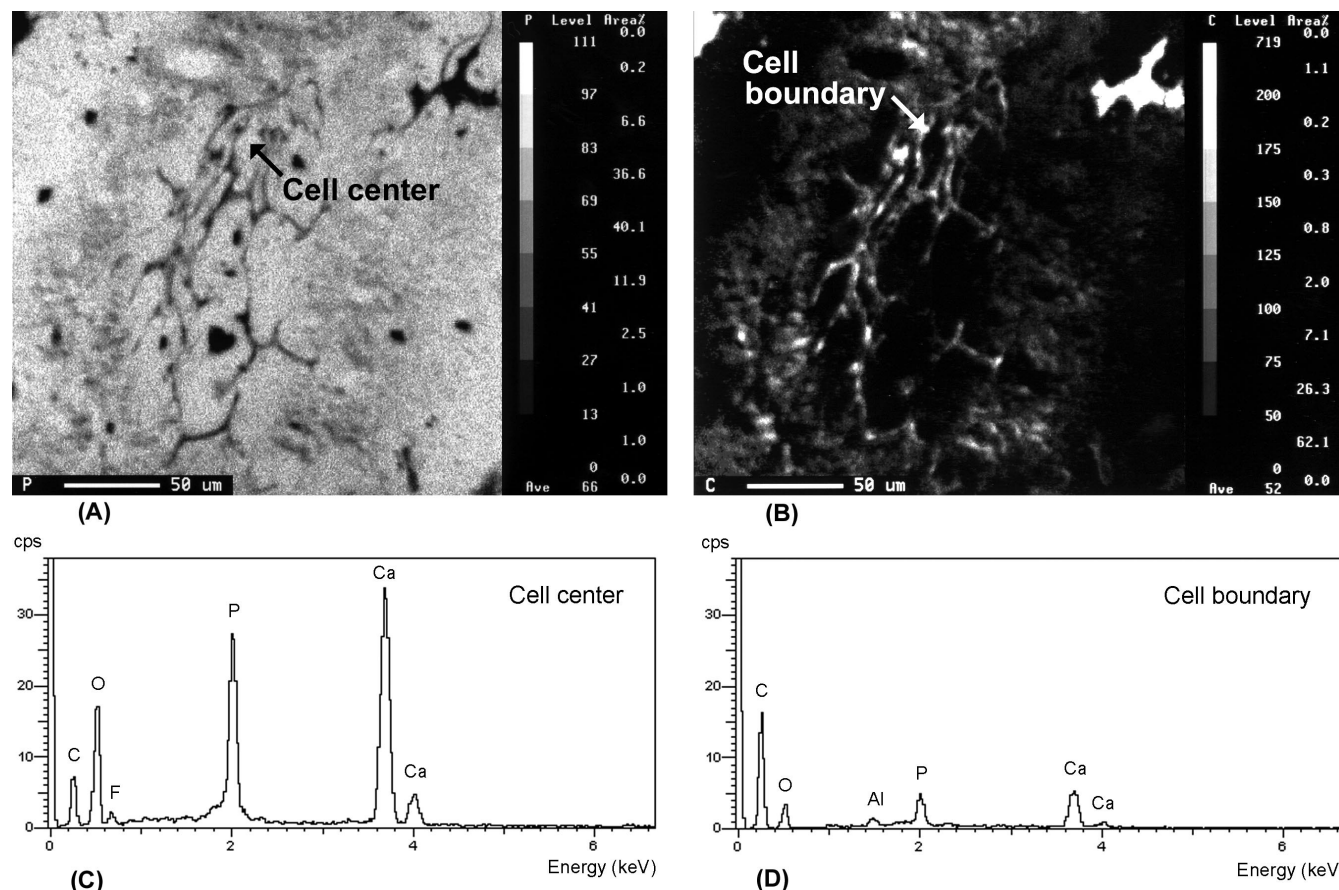 P Level Area%
0.0
111
0.2
97
6.6
83
36.6
69
40.1
55
11.9
41
2.5
27
1.0
13
1.0
0
0.0
Ave 66
Cell center
P 50 um
(A)
C Level Area%
0.0
719
1.1
200
0.2
175
0.3
150
0.8
125
2.0
100
7.1
75
26.3
50
62.1
0
0.0
Ave 52
Cell
boundary
C 50 um
(B)
cps
Cell center
30
20
10
0
C
O
F
P
Ca
Ca
0 2 4 6
Energy (keV)
(C)
cps
Cell boundary
30
20
10
0
C
O
Al
P
Ca
Ca
0 2 4 6
Energy (keV)
(D)